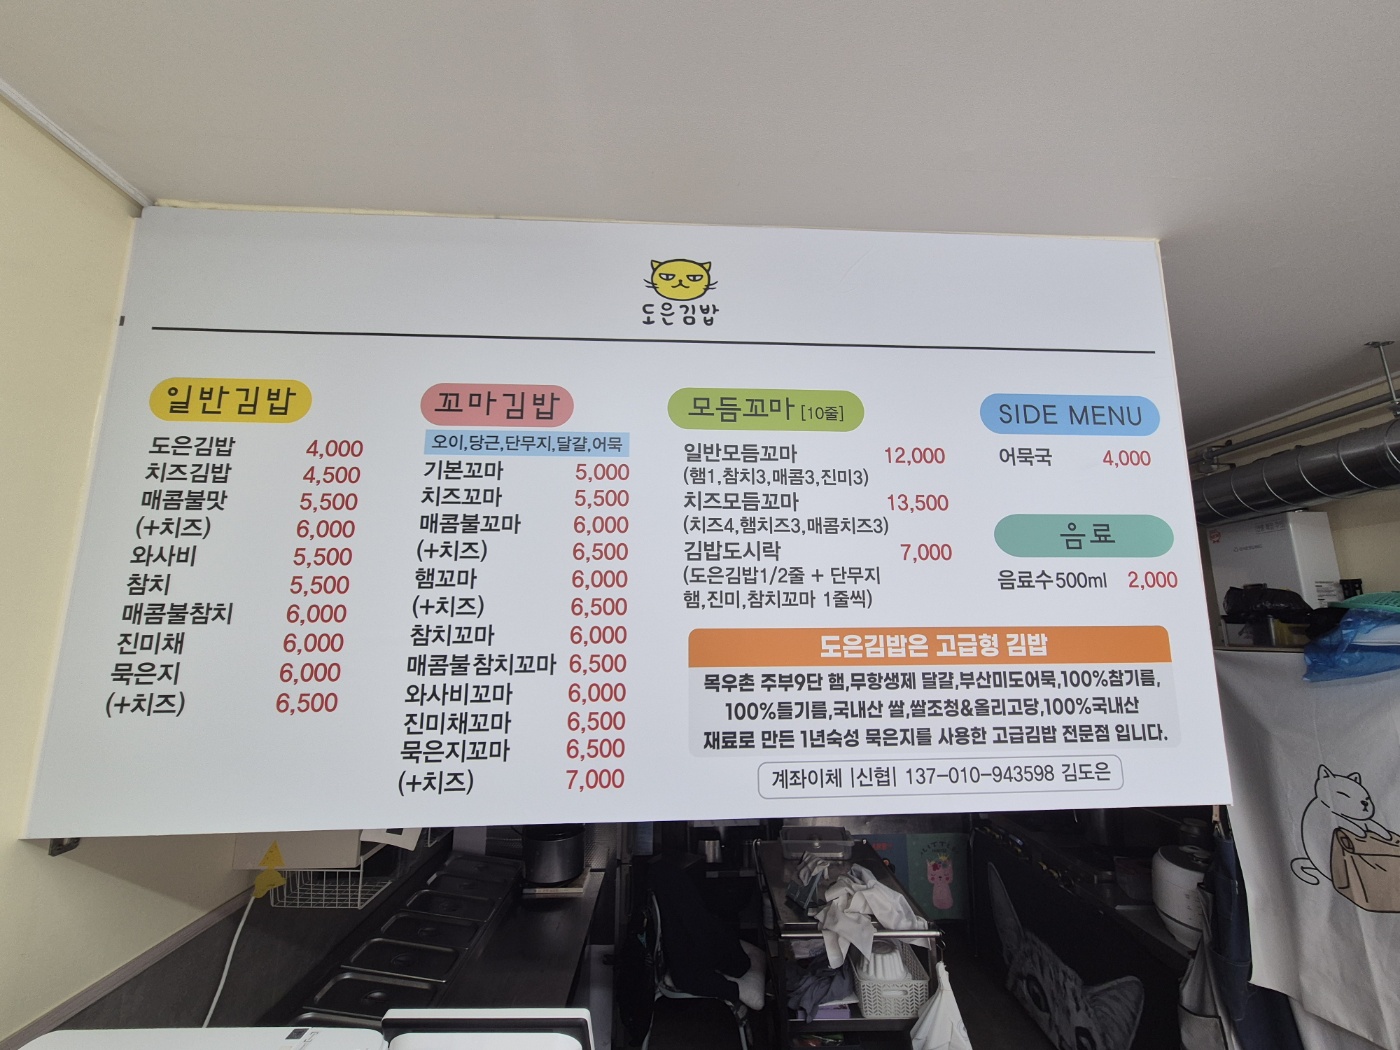 도은김밥
일반김밥
도은김밥 4,000
치즈김밥 4,500
매콤불맛 5,500
(+치즈) 6,000
와사비 5,500
참치 5,500
매콤불참치 6,000
진미채 6,000
묵은지 6,000
(+치즈) 6,500
꼬마김밥
오이,당근,단무지,달걀,어묵
기본꼬마 5,000
치즈꼬마 5,500
매콤불꼬마 6,000
(+치즈) 6,500
햄꼬마 6,000
(+치즈) 6,500
참치꼬마 6,000
매콤불참치꼬마 6,500
와사비꼬마 6,000
진미채꼬마 6,500
묵은지꼬마 6,500
(+치즈) 7,000
모듬꼬마 [10줄]
일반모듬꼬마 12,000
(햄1,참치3,매콤3,진미3)
치즈모듬꼬마 13,500
(치즈4,햄치즈3,매콤치즈3)
김밥도시락 7,000
(도은김밥1/2줄 + 단무지
햄,진미,참치꼬마 1줄씩)
SIDE MENU
어묵국 4,000
음료
음료수500ml 2,000
도은김밥은 고급형 김밥
목우촌 주부9단 햄,무항생제 달걀,부산미도어묵,100%참기름,
100%들기름,국내산 쌀,쌀조청&올리고당,100%국내산
재료로 만든 1년숙성 묵은지를 사용한 고급김밥 전문점 입니다.
계좌이체 |신협| 137-010-943598 김도은